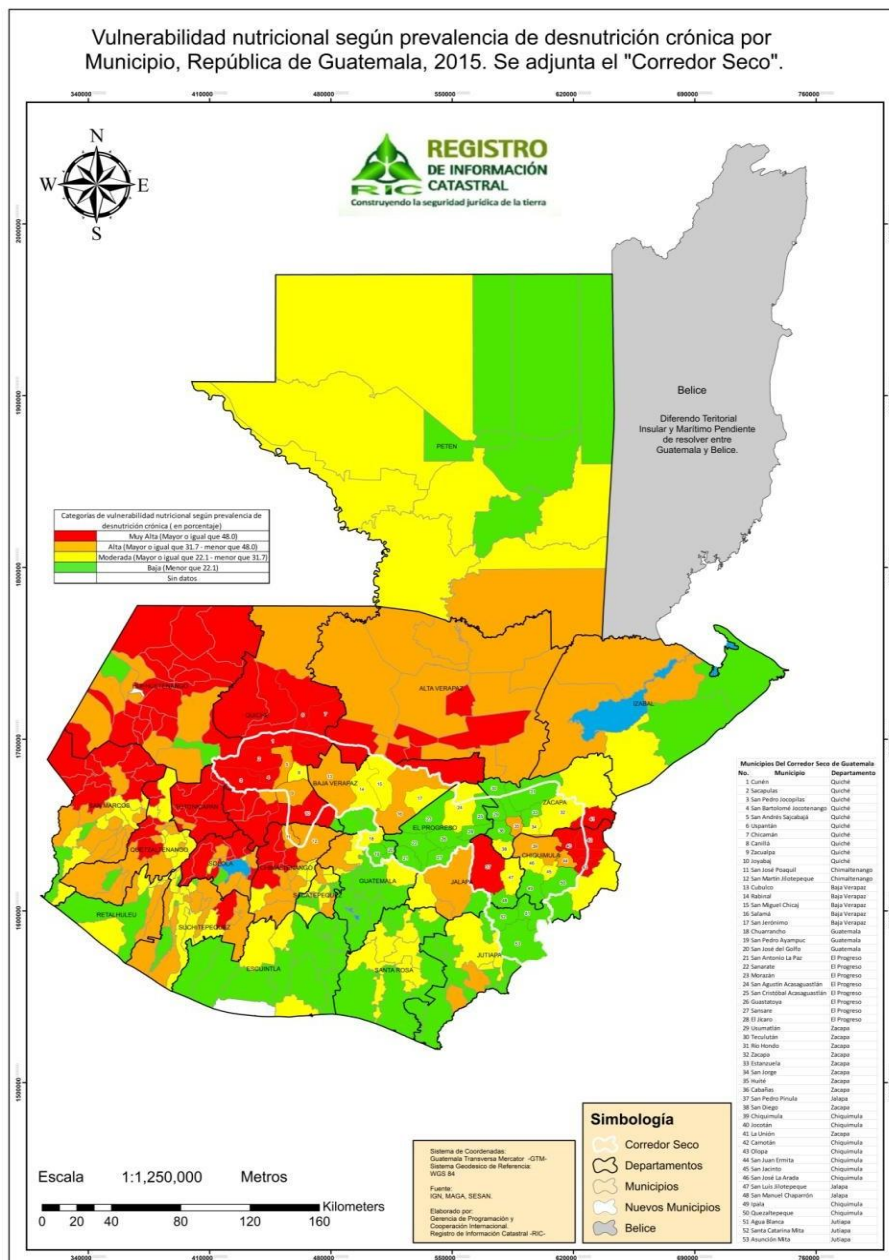 Vulnerabilidad nutricional según prevalencia de desnutrición crónica por
Municipio, República de Guatemala, 2015. Se adjunta el "Corredor Seco".
340000 410000 480000 550000 620000 690000 760000
N
W E
S
REGISTRO
DE INFORMACIÓN
CATASTRAL
RIC
Construyendo la seguridad jurídica de la tierra
2000000
1900000
1800000
1700000
1600000
1500000
Belice
Diferendo Teritorial
Insular y Marítimo Pendiente
de resolver entre
Guatemala y Belice.
PETEN
Categorías de vulnerabilidad nutricional según prevalencia de
desnutrición crónica ( en porcentaje)
Muy Alta (Mayor o igual que 48.0)
Alta (Mayor o igual que 31.7 - menor que 48.0)
Moderada (Mayor o igual que 22.1 - menor que 31.7)
Baja (Menor que 22.1)
Sin datos
ALTA VERAPAZ
IZABAL
BAJA VERAPAZ
ZACAPA
SAN MARCOS
EL PROGRESO
QUETZALTENANGO
SOLOLA
CHIQUIMULA
GUATEMALA
JALAPA
RETALHULEU
SUCHITEPEQUEZ
ESCUINTLA
SANTA ROSA
JUTIAPA
Municipios Del Corredor Seco de Guatemala
No. Municipio Departamento
1 Cunén Quiché
2 Sacapulas Quiché
3 San Pedro Jocopilas Quiché
4 San Bartolomé Jocotenango Quiché
5 San Andrés Sajcabajá Quiché
6 Uspantán Quiché
7 Chicamán Quiché
8 Canillá Quiché
9 Zacualpa Quiché
10 Joyabaj Quiché
11 San José Poaquil Chimaltenango
12 San Martín Jilotepeque Chimaltenango
13 Cubulco Baja Verapaz
14 Rabinal Baja Verapaz
15 San Miguel Chicaj Baja Verapaz
16 Salamá Baja Verapaz
17 San Jerónimo Baja Verapaz
18 Chuarrancho Guatemala
19 San Pedro Ayampuc Guatemala
20 San José del Golfo Guatemala
21 San Antonio La Paz El Progreso
22 Sanarate El Progreso
23 Morazán El Progreso
24 San Agustín Acasaguastlán El Progreso
25 San Cristóbal Acasaguastlán El Progreso
26 Guastatoya El Progreso
27 Sansare El Progreso
28 El Jícaro El Progreso
29 Usumatlán Zacapa
30 Teculután Zacapa
31 Río Hondo Zacapa
32 Zacapa Zacapa
33 Estanzuela Zacapa
34 San Jorge Zacapa
35 Huité Zacapa
36 Cabañas Zacapa
37 San Pedro Pinula Jalapa
38 San Diego Zacapa
39 Chiquimula Chiquimula
40 Jocotán Chiquimula
41 La Unión Zacapa
42 Camotán Chiquimula
43 Olopa Chiquimula
44 San Juan Ermita Chiquimula
45 San Jacinto Chiquimula
46 San José La Arada Chiquimula
47 San Luis Jilotepeque Jalapa
48 San Manuel Chaparrón Jalapa
49 Ipala Chiquimula
50 Quezaltepeque Chiquimula
51 Agua Blanca Jutiapa
52 Santa Catarina Mita Jutiapa
53 Asunción Mita Jutiapa
Simbología
Corredor Seco
Departamentos
Municipios
Nuevos Municipios
Belice
Sistema de Coordenadas:
Guatemala Transversa Mercator -GTM-
Sistema Geodesico de Referencia:
WGS 84
Fuente:
IGN, MAGA, SESAN.
Elaborado por:
Gerencia de Programación y
Cooperación Internacional.
Registro de Información Catastral -RIC-
Escala 1:1,250,000 Metros
Kilometers
0 20 40 80 120 160
340000 410000 480000 550000 620000 690000 760000